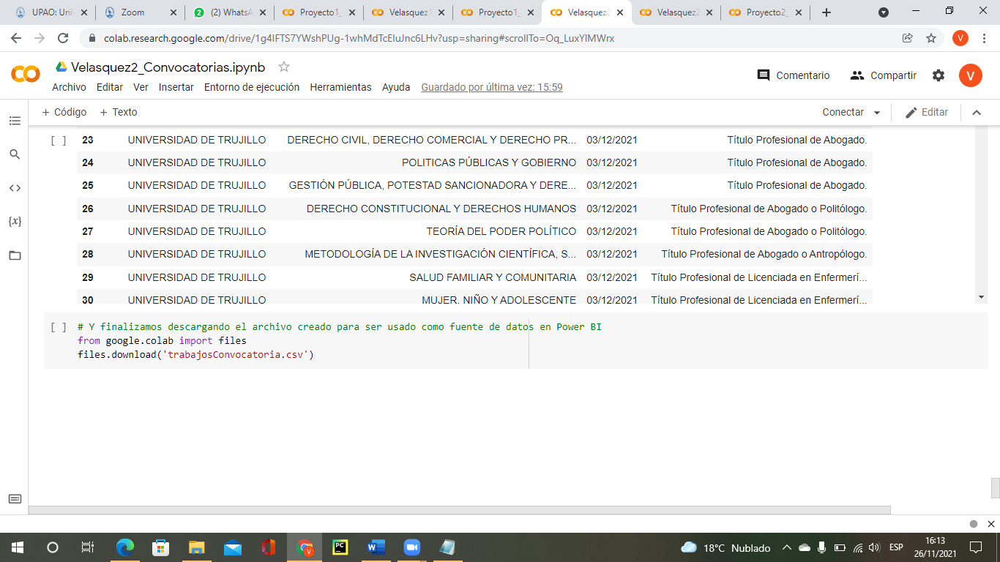 UPAO: Uni
Zoom
(2) WhatsA
Proyecto1_
Velasquez1
Proyecto1_
Velasquez2
Velasquez2
Proyecto2_
colab.research.google.com/drive/1g4lFTS7YWshPUg-1whMdTcEIuJnc6LHv?usp=sharing#scrollTo=Oq_LuxYlMWrx
V
Velasquez2_Convocatorias.ipynb
Comentario
Compartir
V
Archivo Editar Ver Insertar Entorno de ejecución Herramientas Ayuda Guardado por última vez: 15:59
+ Código + Texto
Conectar
Editar
[ ] 23 UNIVERSIDAD DE TRUJILLO DERECHO CIVIL, DERECHO COMERCIAL Y DERECHO PR... 03/12/2021 Título Profesional de Abogado.
24 UNIVERSIDAD DE TRUJILLO POLITICAS PÚBLICAS Y GOBIERNO 03/12/2021 Título Profesional de Abogado.
25 UNIVERSIDAD DE TRUJILLO GESTIÓN PÚBLICA, POTESTAD SANCIONADORA Y DERE... 03/12/2021 Título Profesional de Abogado.
26 UNIVERSIDAD DE TRUJILLO DERECHO CONSTITUCIONAL Y DERECHOS HUMANOS 03/12/2021 Título Profesional de Abogado o Politólogo.
27 UNIVERSIDAD DE TRUJILLO TEORÍA DEL PODER POLÍTICO 03/12/2021 Título Profesional de Abogado o Politólogo.
28 UNIVERSIDAD DE TRUJILLO METODOLOGÍA DE LA INVESTIGACIÓN CIENTÍFICA, S... 03/12/2021 Título Profesional de Abogado o Antropólogo.
29 UNIVERSIDAD DE TRUJILLO SALUD FAMILIAR Y COMUNITARIA 03/12/2021 Título Profesional de Licenciada en Enfermerí...
30 UNIVERSIDAD DE TRUJILLO MUJER, NIÑO Y ADOLESCENTE 03/12/2021 Título Profesional de Licenciada en Enfermerí...
[ ] # Y finalizamos descargando el archivo creado para ser usado como fuente de datos en Power BI
from google.colab import files
files.download('trabajosConvocatoria.csv')
18°C Nublado
ESP
16:13
26/11/2021